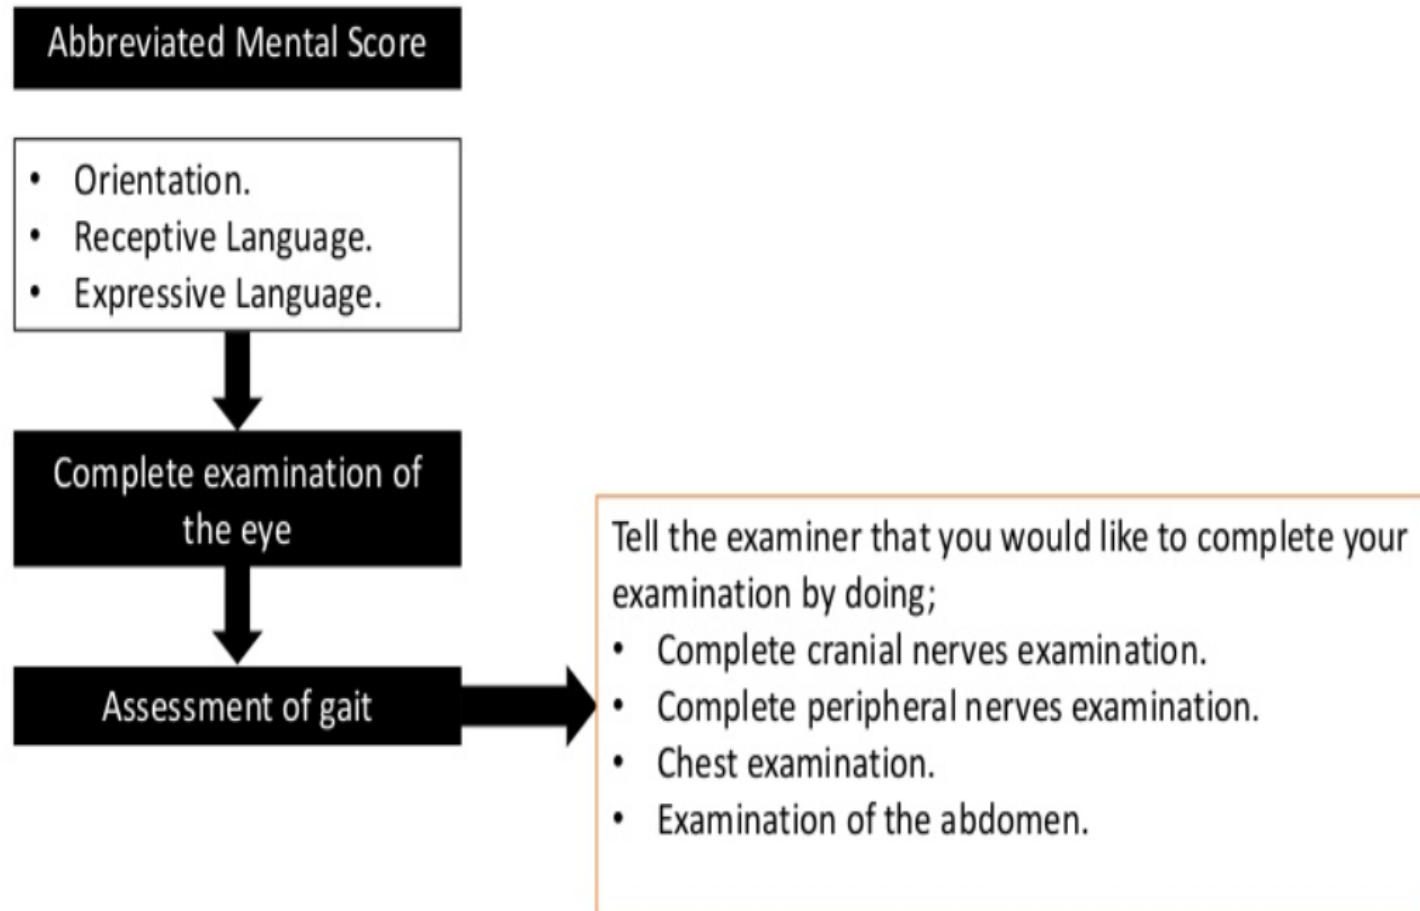 Abbreviated Mental Score
• Orientation.
• Receptive Language.
• Expressive Language.
Complete examination of
the eye
Assessment of gait
Tell the examiner that you would like to complete your
examination by doing;
• Complete cranial nerves examination.
• Complete peripheral nerves examination.
• Chest examination.
• Examination of the abdomen.